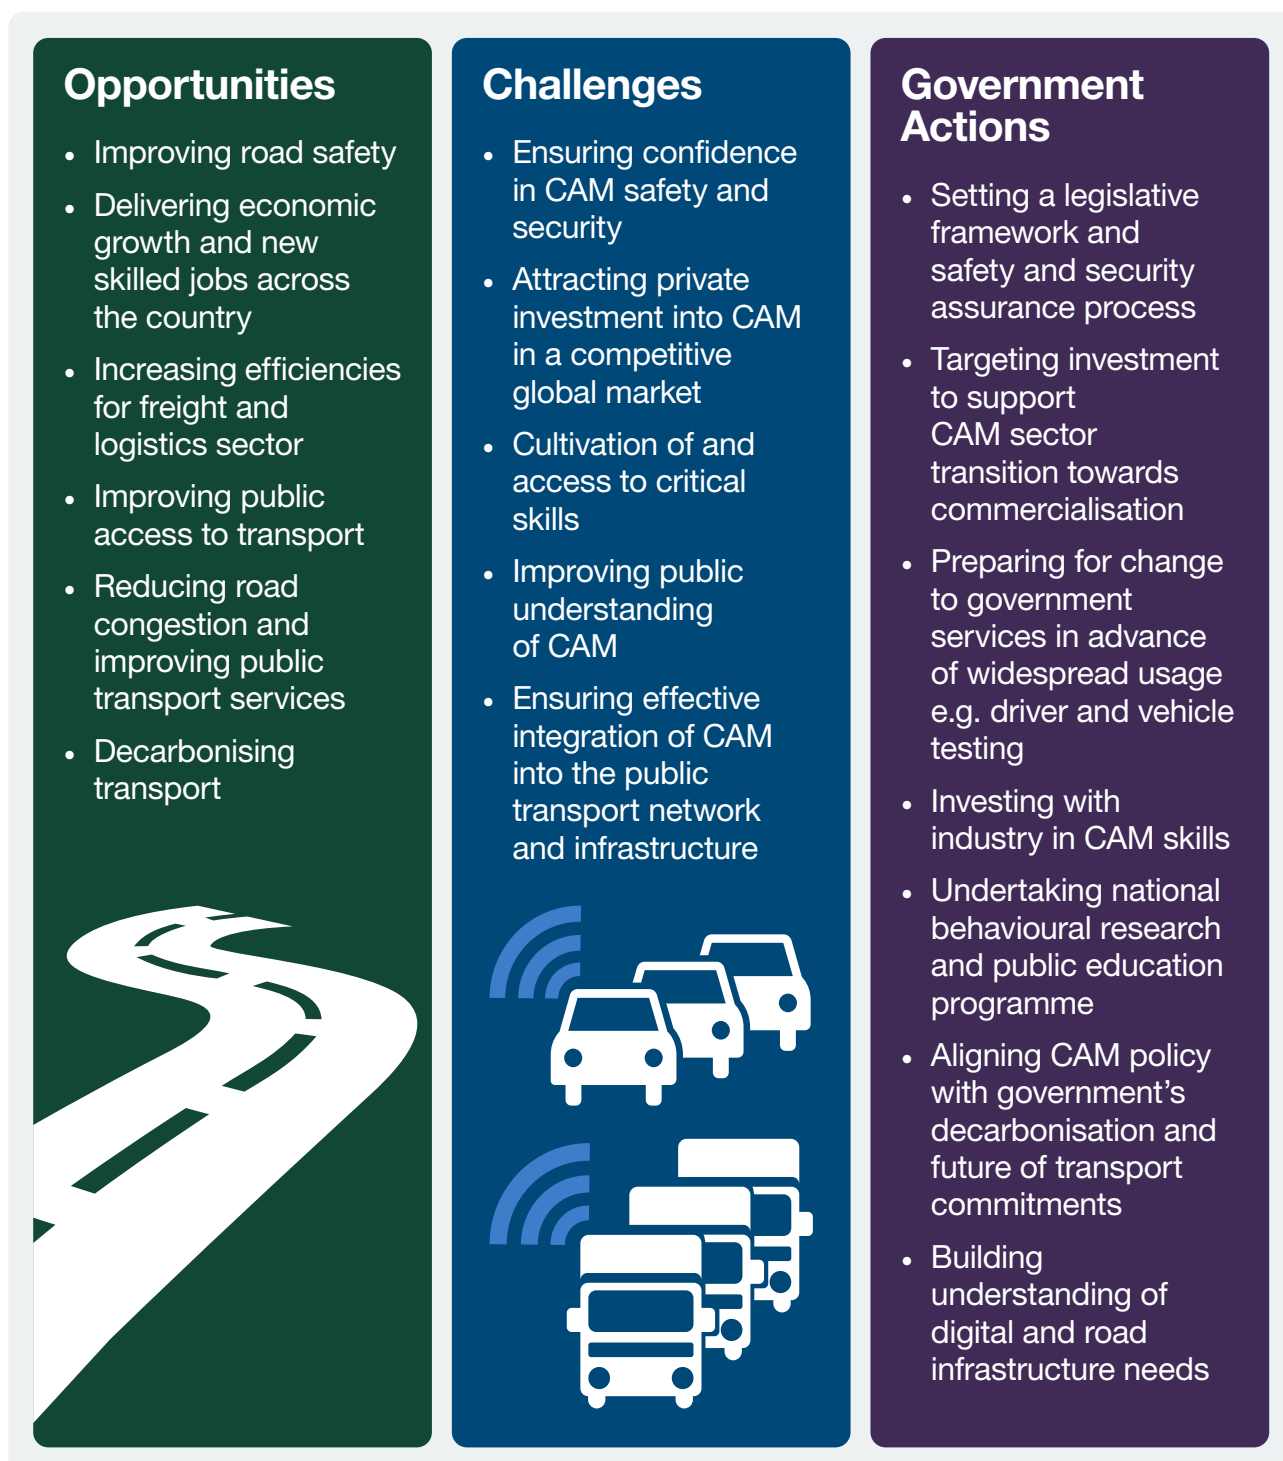 Opportunities
• Improving road safety
• Delivering economic
growth and new
skilled jobs across
the country
• Increasing efficiencies
for freight and
logistics sector
• Improving public
access to transport
• Reducing road
congestion and
improving public
transport services
• Decarbonising
transport
Challenges
• Ensuring confidence
in CAM safety and
security
• Attracting private
investment into CAM
in a competitive
global market
• Cultivation of and
access to critical
skills
• Improving public
understanding
of CAM
• Ensuring effective
integration of CAM
into the public
transport network
and infrastructure
Government
Actions
• Setting a legislative
framework and
safety and security
assurance process
• Targeting investment
to support
CAM sector
transition towards
commercialisation
• Preparing for change
to government
services in advance
of widespread usage
e.g. driver and vehicle
testing
• Investing with
industry in CAM skills
• Undertaking national
behavioural research
and public education
programme
• Aligning CAM policy
with government’s
decarbonisation and
future of transport
commitments
• Building
understanding of
digital and road
infrastructure needs